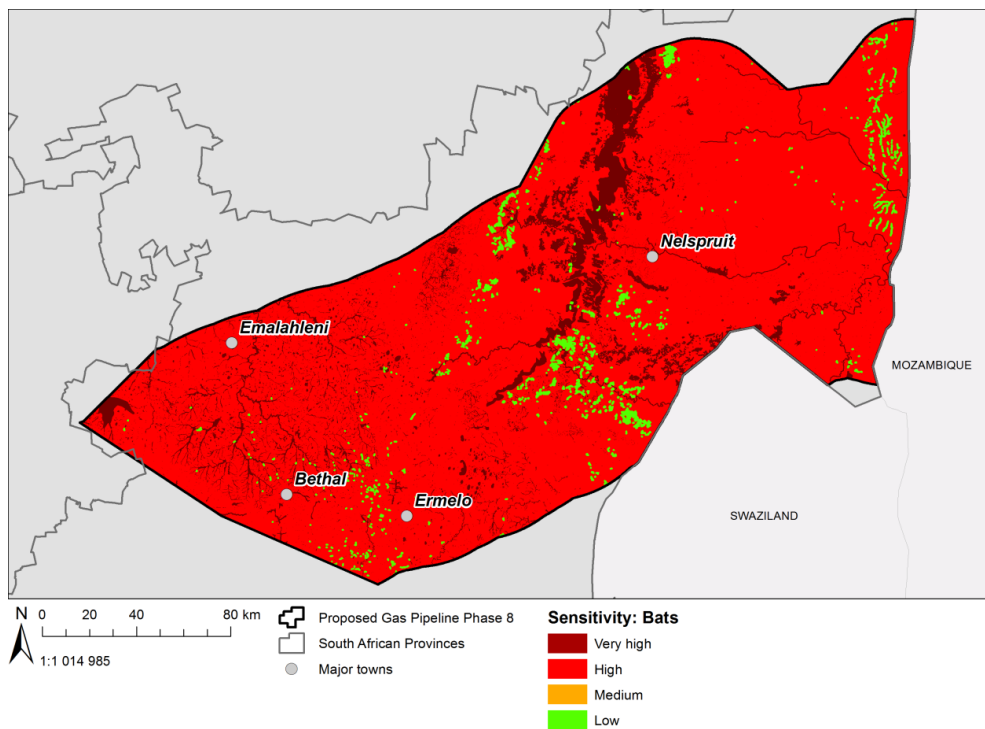 Nelspruit
Emalahleni
MOZAMBIQUE
Bethal
Ermelo
SWAZILAND
N 0 20 40 80 km
1:1 014 985
Proposed Gas Pipeline Phase 8
South African Provinces
Major towns
Sensitivity: Bats
Very high
High
Medium
Low